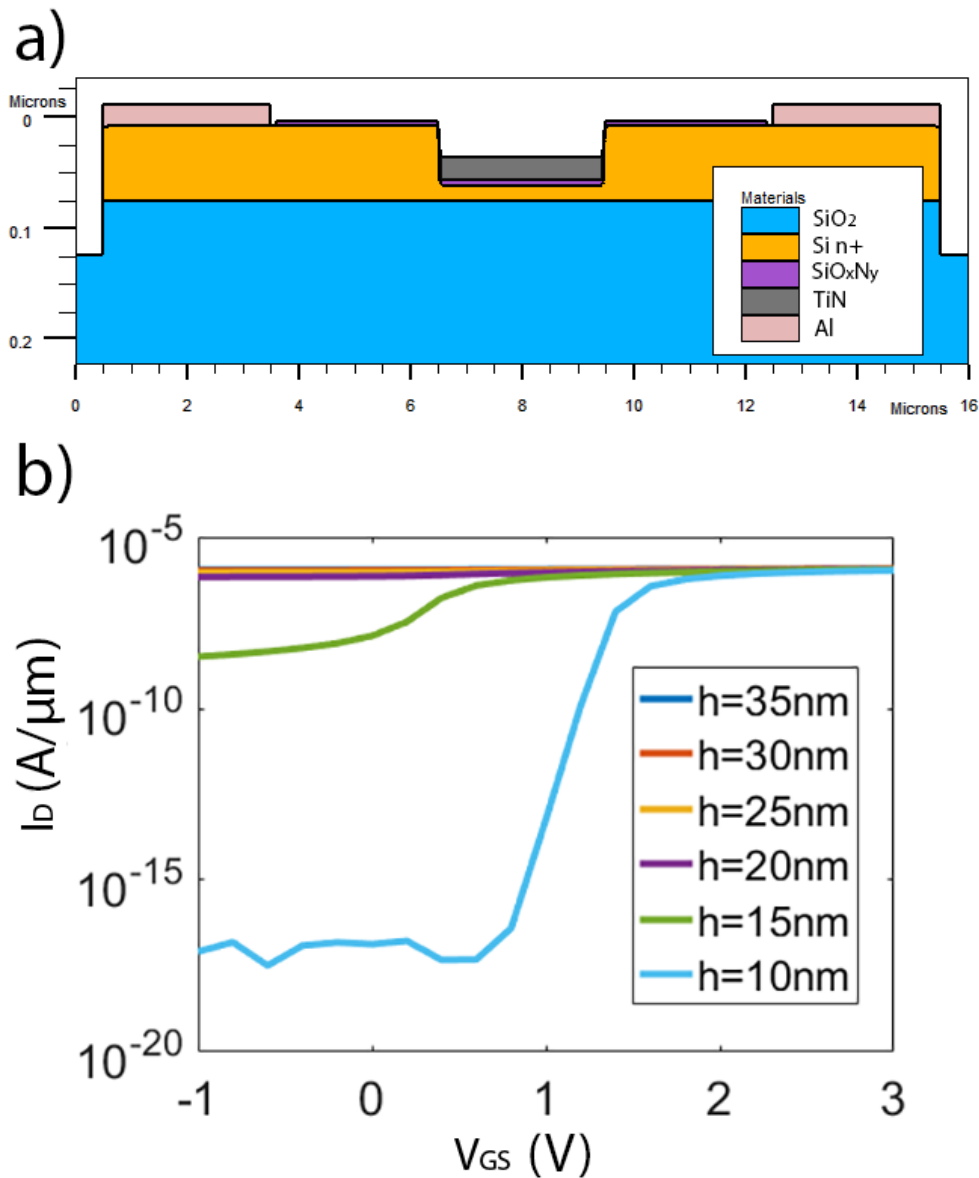 a)
Microns
0
0.1
0.2
Materials
SiO₂
Si n+
SiOxNy
TiN
Al
0 2 4 6 8 10 12 14 Microns 16
b)
10⁻⁵
10⁻¹⁰
10⁻¹⁵
10⁻²⁰
I_D (A/μm)
h=35nm
h=30nm
h=25nm
h=20nm
h=15nm
h=10nm
-1 0 1 2 3
VGS (V)